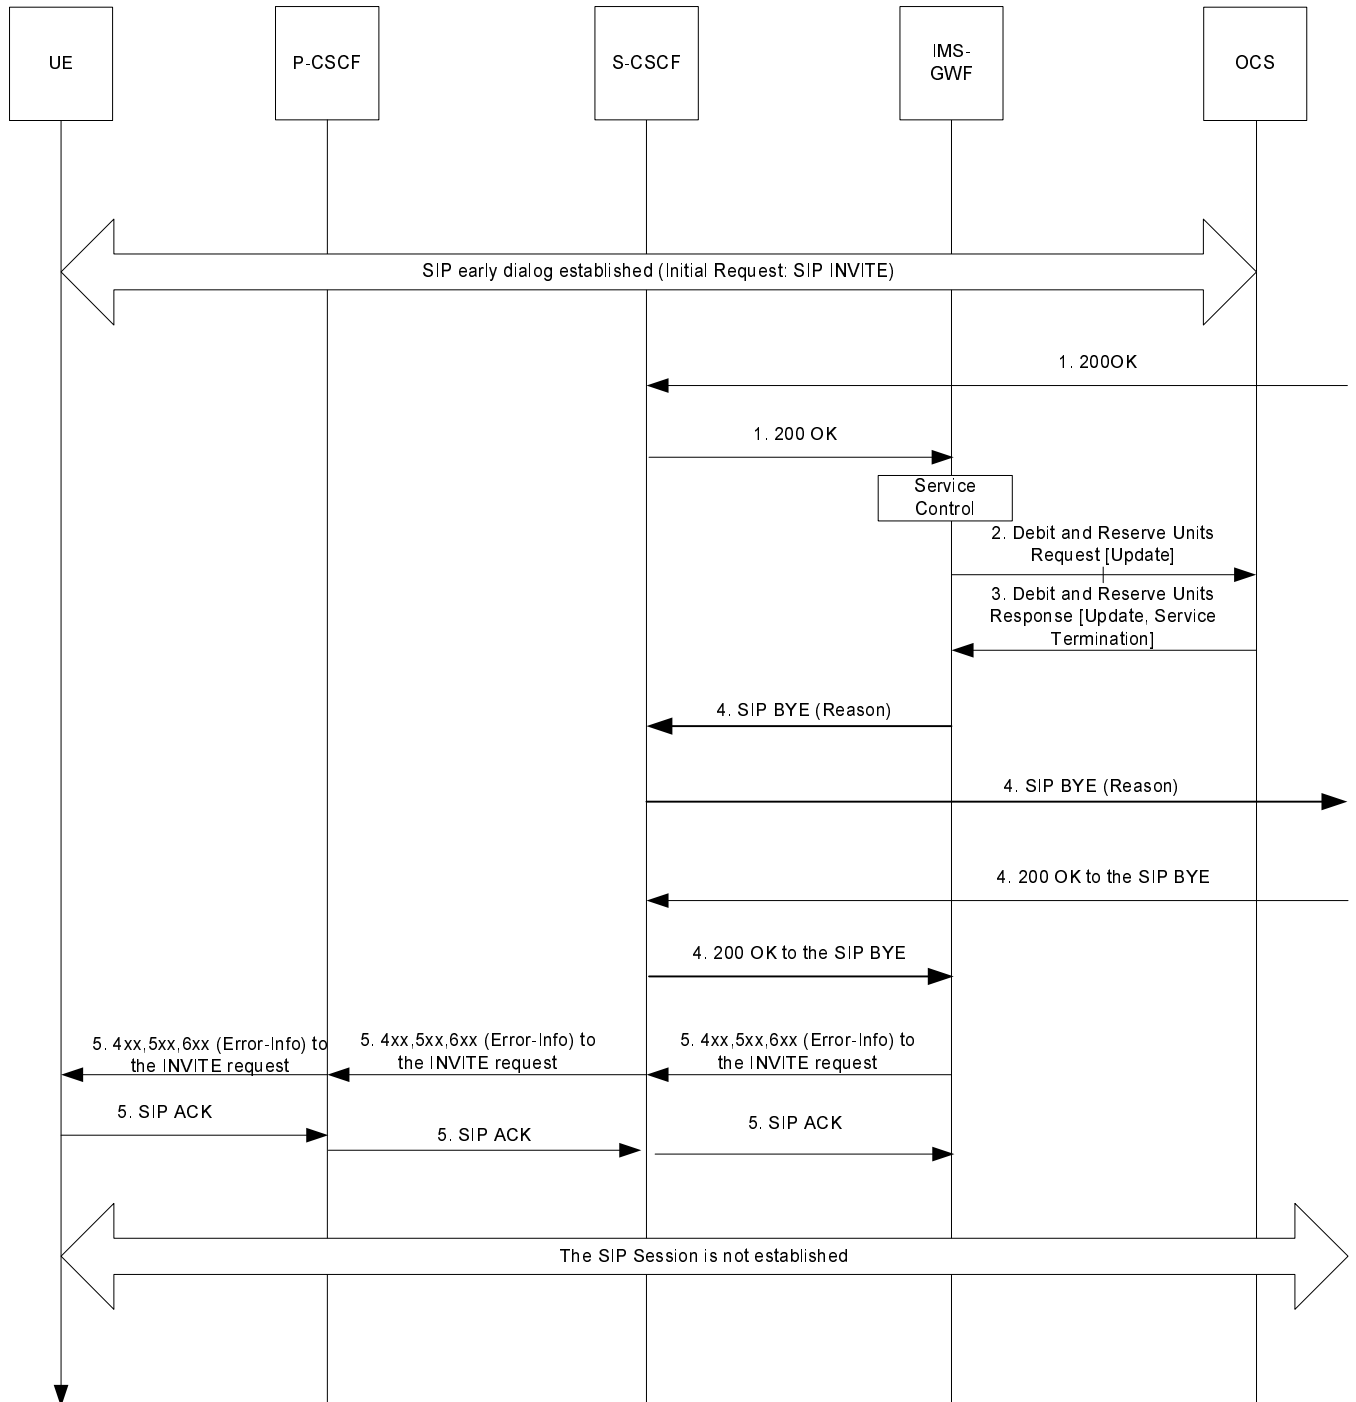 UE
P-CSCF
S-CSCF
IMS-
GWF
OCS
SIP early dialog established (Initial Request: SIP INVITE)
1. 200OK
1. 200 OK
Service
Control
2. Debit and Reserve Units
Request [Update]
3. Debit and Reserve Units
Response [Update, Service
Termination]
4. SIP BYE (Reason)
4. SIP BYE (Reason)
4. 200 OK to the SIP BYE
4. 200 OK to the SIP BYE
5. 4xx,5xx,6xx (Error-Info) to
the INVITE request
5. 4xx,5xx,6xx (Error-Info) to
the INVITE request
5. 4xx,5xx,6xx (Error-Info) to
the INVITE request
5. SIP ACK
5. SIP ACK
5. SIP ACK
The SIP Session is not established